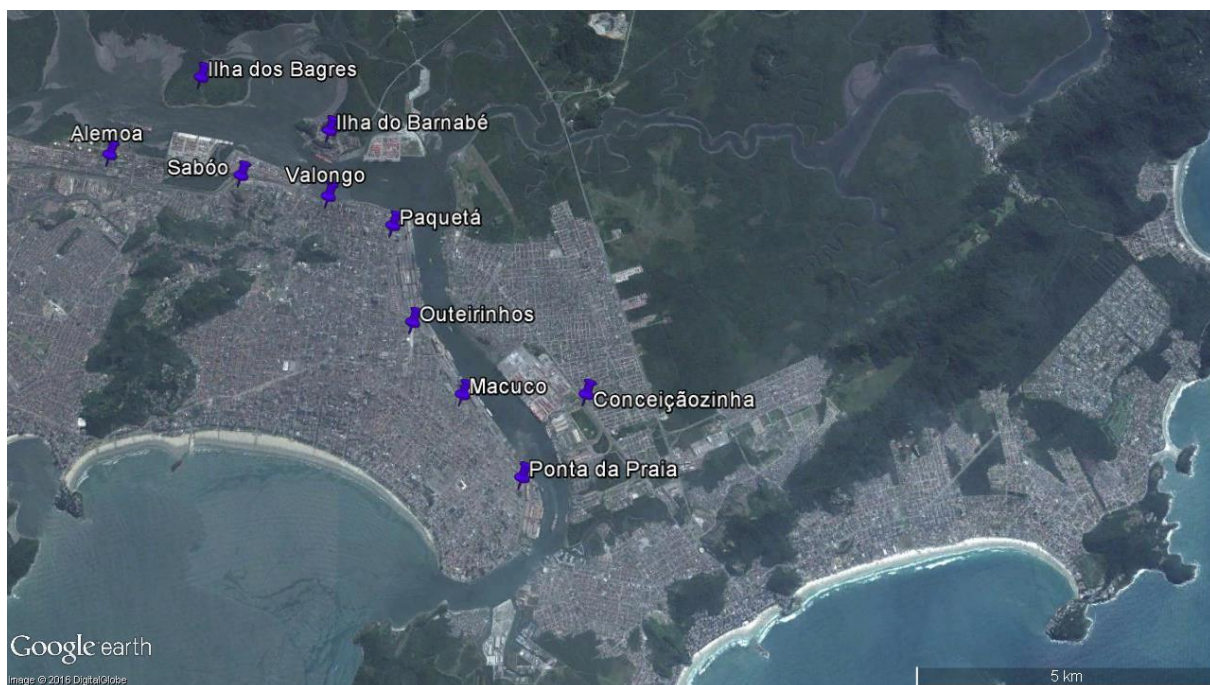 Ilha dos Bagres
Ilha do Barnabé
Alemoa
Sabóo
Valongo
Paquetá
Outeirinhos
Macuco
Conceiçãozinha
Ponta da Praia
Google earth
Image © 2016 DigitalGlobe
5 km